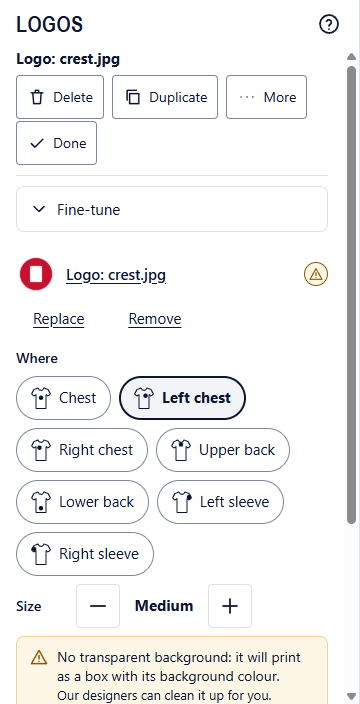 LOGOS
Logo: crest.jpg
Delete
Duplicate
More
Done
Fine-tune
Logo: crest.jpg
Replace Remove
Where
Chest
Left chest
Right chest
Upper back
Lower back
Left sleeve
Right sleeve
Size
Medium
No transparent background: it will print
as a box with its background colour.
Our designers can clean it up for you.